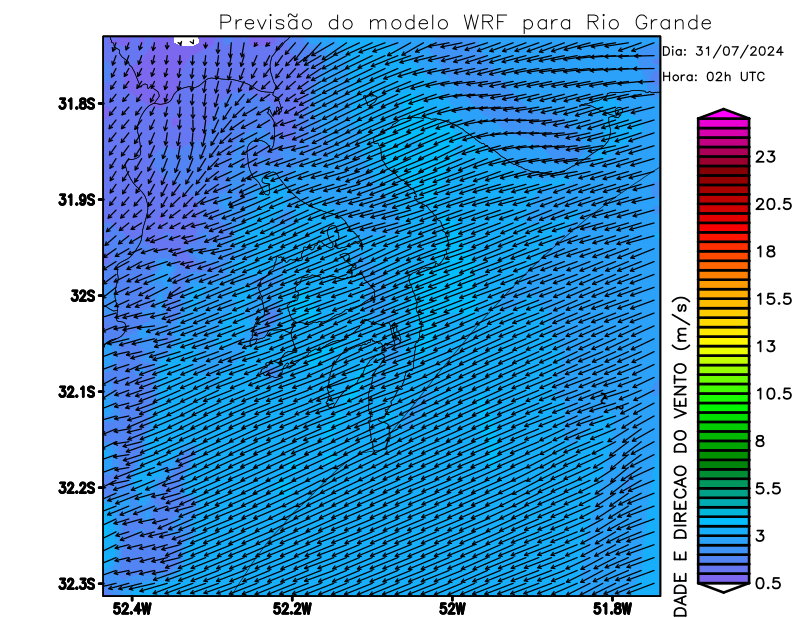 Previsão do modelo WRF para Rio Grande
Dia: 31/07/2024
Hora: 02h UTC
31.8S
31.9S
32S
32.1S
32.2S
32.3S
52.4W
52.2W
52W
51.8W
23
20.5
18
15.5
13
10.5
8
5.5
3
0.5
DADE E DIRECAO DO VENTO (m/s)